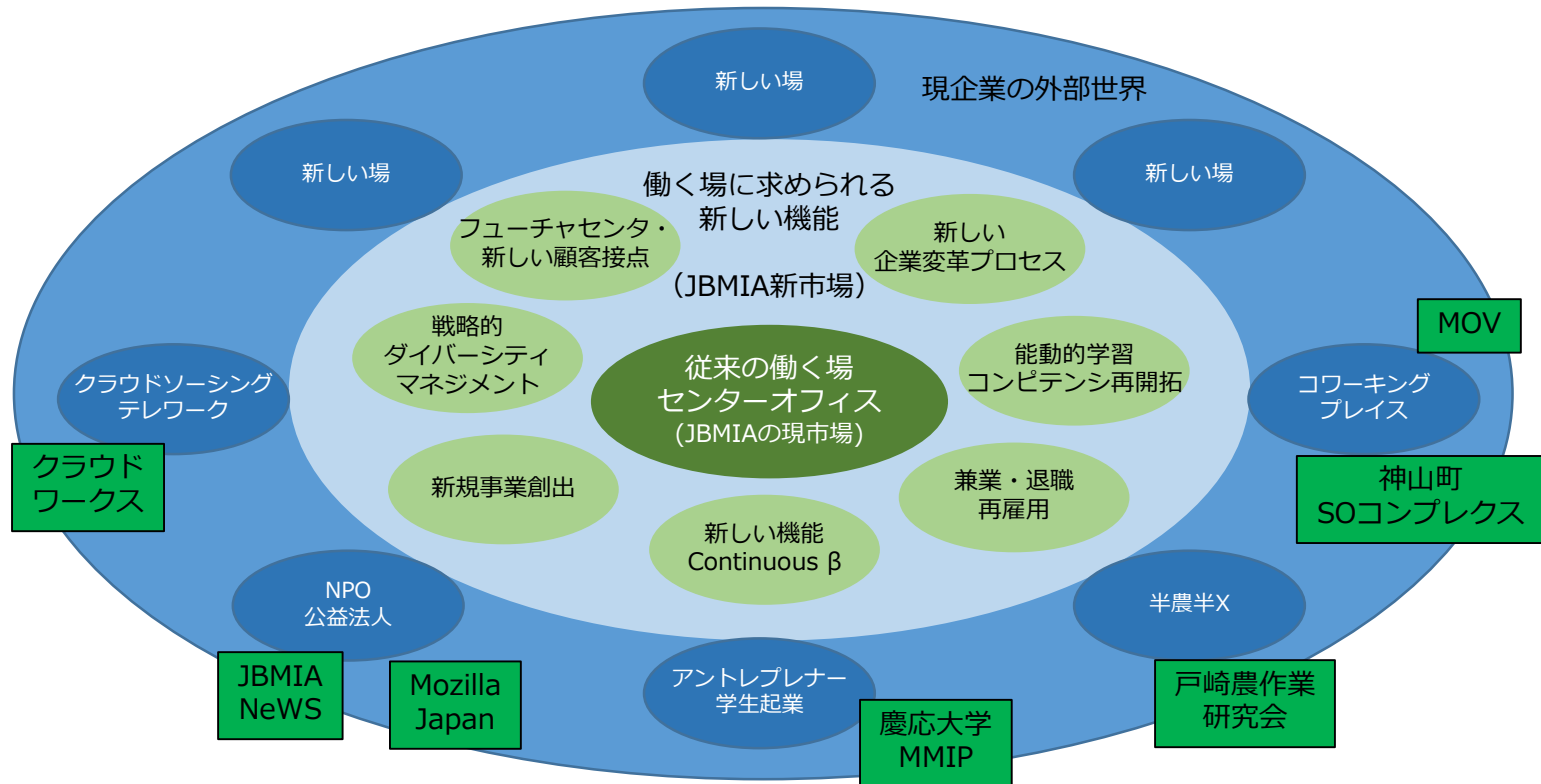 新しい場
現企業の外部世界
新しい場
新しい場
働く場に求められる
新しい機能
（JBMIA新市場）
フューチャセンタ・
新しい顧客接点
新しい
企業変革プロセス
戦略的
ダイバーシティ
マネジメント
従来の働く場
センターオフィス
(JBMIAの現市場)
能動的学習
コンピテンシ再開拓
MOV
クラウドソーシング
テレワーク
コワーキング
プレイス
クラウド
ワークス
新規事業創出
新しい機能
Continuous β
兼業・退職
再雇用
神山町
SOコンプレクス
NPO
公益法人
半農半X
JBMIA
NeWS
Mozilla
Japan
アントレプレナー
学生起業
慶応大学
MMIP
戸崎農作業
研究会